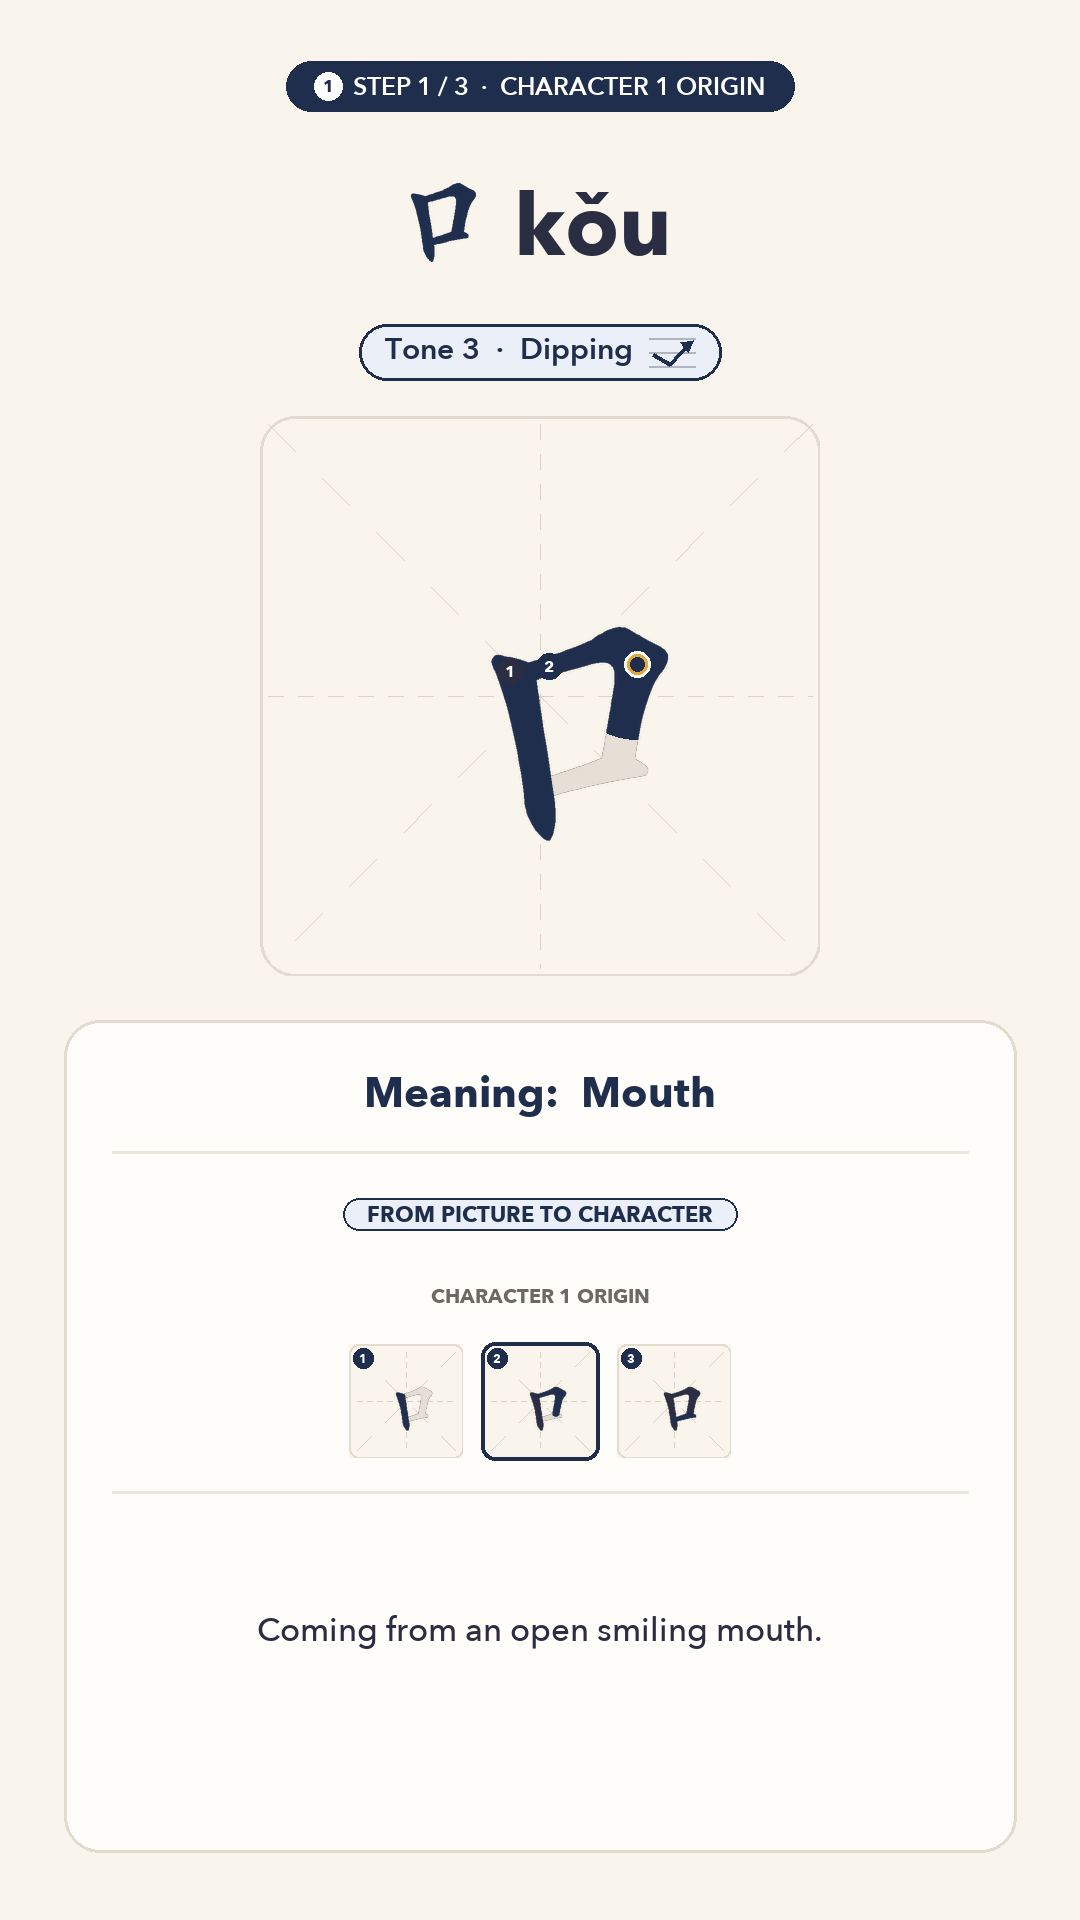 1 STEP 1 / 3 · CHARACTER 1 ORIGIN
口 kǒu
Tone 3 · Dipping
1 2
Meaning: Mouth
FROM PICTURE TO CHARACTER
CHARACTER 1 ORIGIN
1 2 3
口
Coming from an open smiling mouth.